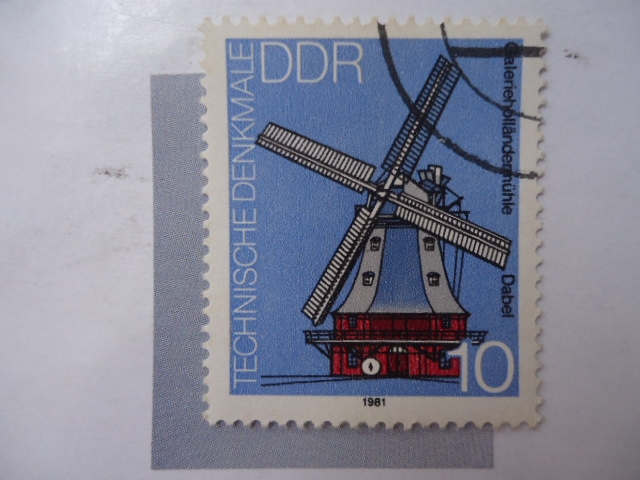 DDR
TECHNISCHE DENKMALE
Galerieholländermühle Dabel
10
1981